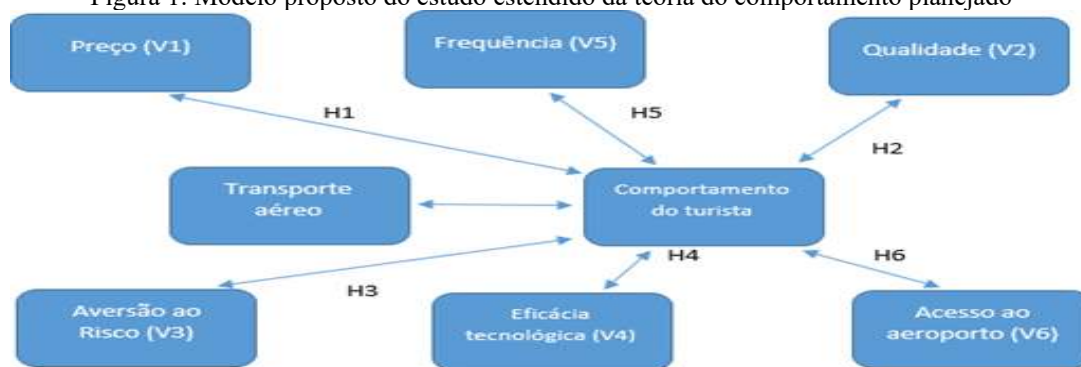 Figura 1: Modelo proposto do estudo estendido da teoria do comportamento planejado
Preço (V1)
Frequência (V5)
Qualidade (V2)
H1
H5
H2
Transporte
aéreo
Comportamento
do turista
H3
H4
H6
Aversão ao
Risco (V3)
Eficácia
tecnológica (V4)
Acesso ao
aeroporto (V6)